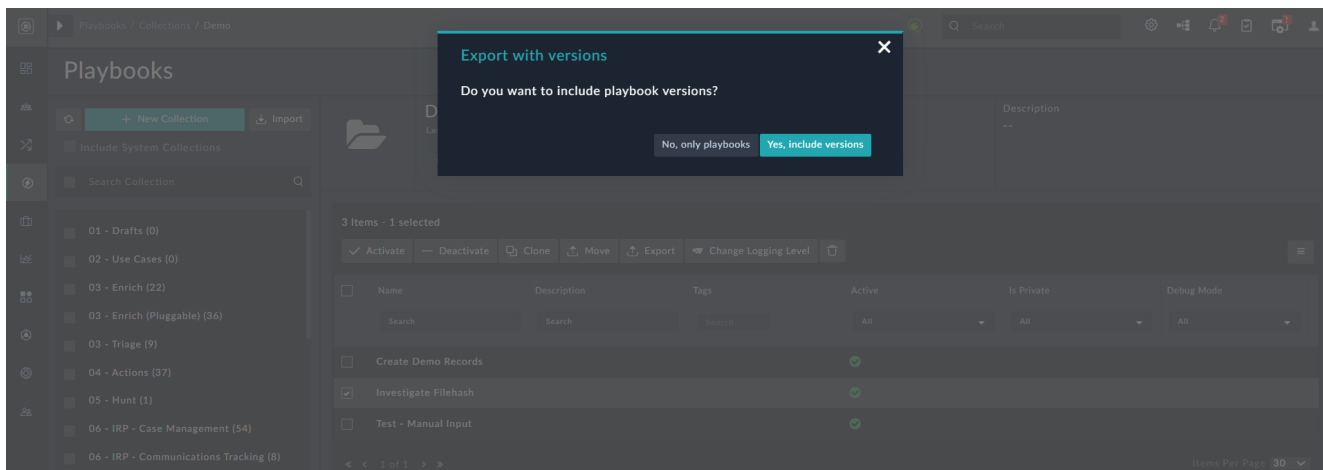 Playbooks / Collections / Demo
Search
2
1
Export with versions
Do you want to include playbook versions?
No, only playbooks
Yes, include versions
Playbooks
+ New Collection
Import
Include System Collections
Search Collection
01 - Drafts (0)
02 - Use Cases (0)
03 - Enrich (22)
03 - Enrich (Pluggable) (36)
03 - Triage (9)
04 - Actions (37)
05 - Hunt (1)
06 - IRP - Case Management (54)
06 - IRP - Communications Tracking (8)
D
Description
--
3 Items - 1 selected
Activate
Deactivate
Clone
Move
Export
Change Logging Level
Name Description Tags Active Is Private Debug Mode
Search Search Search All All All
Create Demo Records
Investigate Filehash
Test - Manual Input
1 of 1
Items Per Page 30